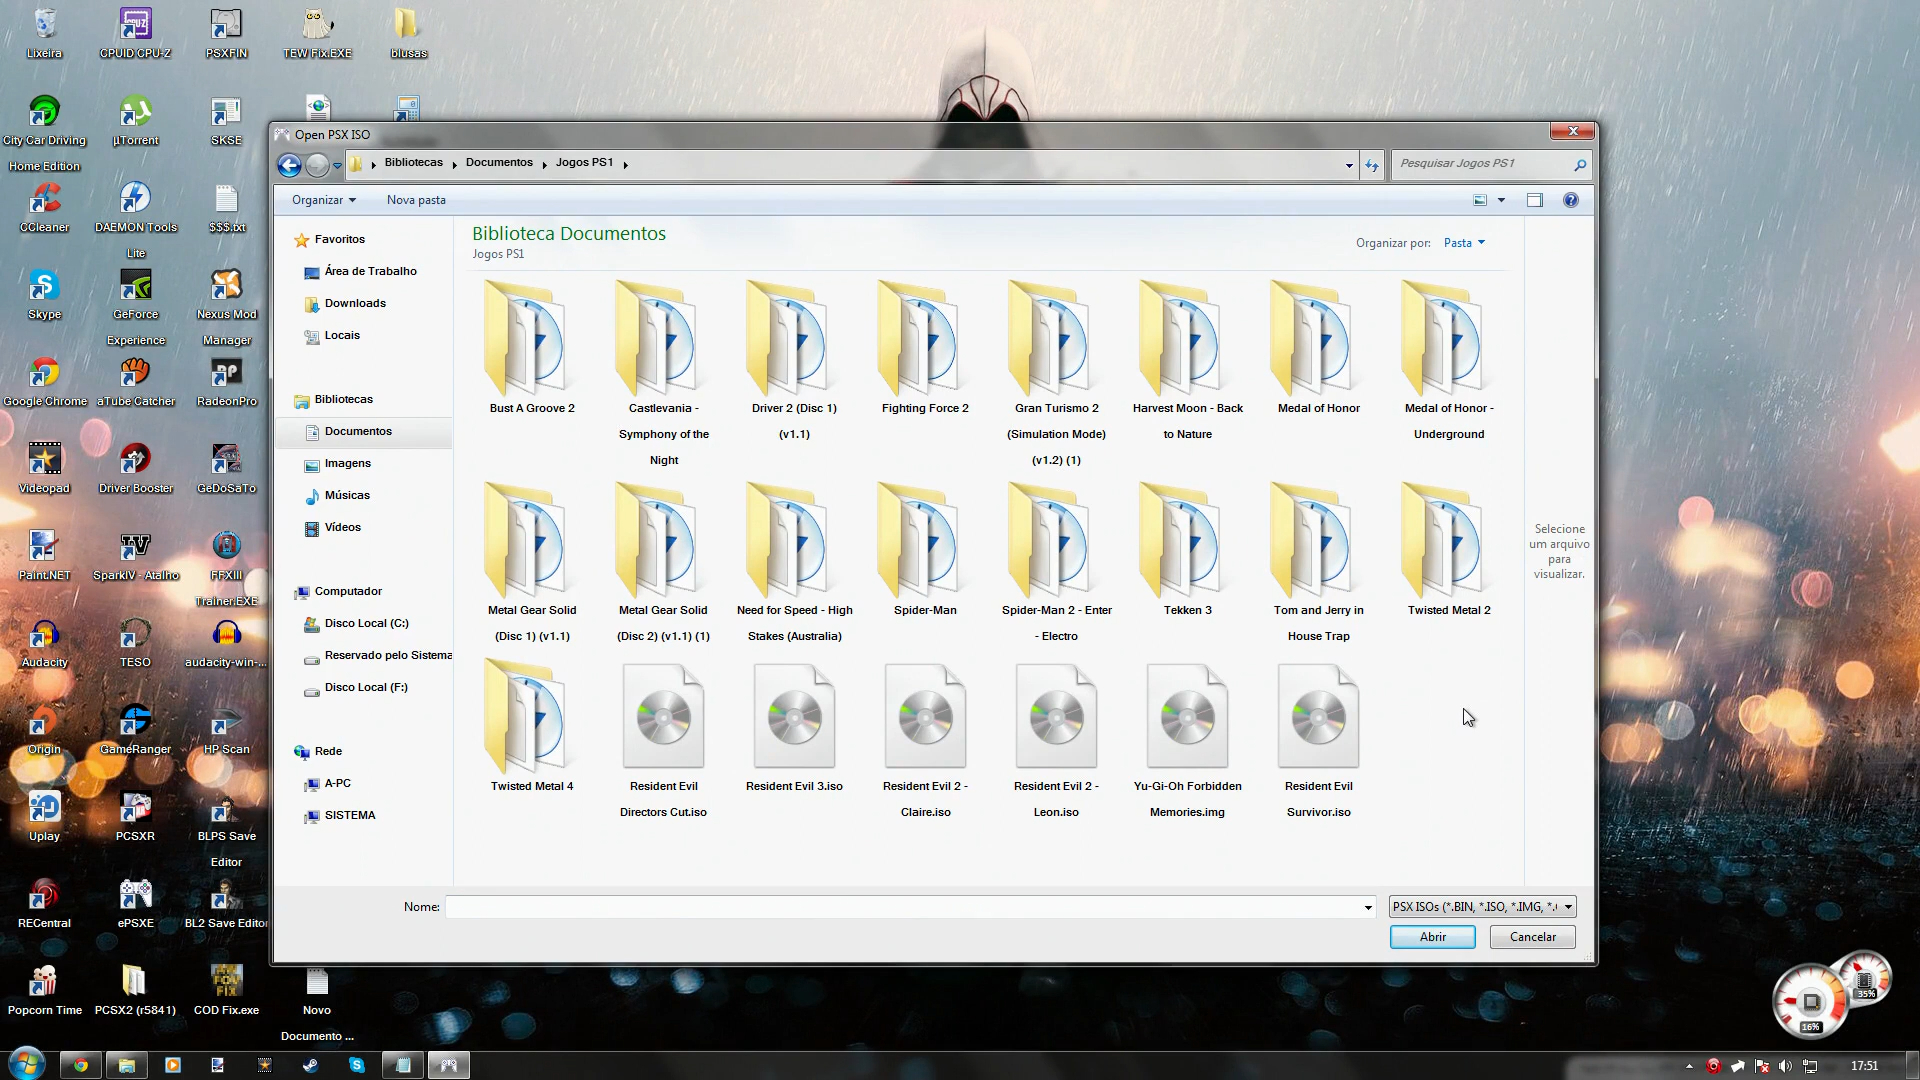 Lixeira
CPUID CPU-Z
PSXFIN
TEW Fix.EXE
blusas
City Car Driving
Home Edition
µTorrent
SKSE
CCleaner
DAEMON Tools
Lite
$$$.txt
Skype
GeForce
Experience
Nexus Mod
Manager
Google Chrome
aTube Catcher
RadeonPro
Videopad
Driver Booster
GeDoSaTo
Paint.NET
SparkIV - Atalho
FFXIII
Trainer.EXE
Audacity
TESO
audacity-win-...
Origin
GameRanger
HP Scan
Uplay
PCSXR
BLPS Save
Editor
RECentral
ePSXE
BL2 Save Editor
Popcorn Time
PCSX2 (r5841)
COD Fix.exe
Novo
Documento ...
Open PSX ISO
Bibliotecas
Documentos
Jogos PS1
Pesquisar Jogos PS1
Organizar
Nova pasta
Favoritos
Área de Trabalho
Downloads
Locais
Bibliotecas
Documentos
Imagens
Músicas
Vídeos
Computador
Disco Local (C:)
Reservado pelo Sistema
Disco Local (F:)
Rede
A-PC
SISTEMA
Biblioteca Documentos
Jogos PS1
Organizar por: Pasta
Bust A Groove 2
Castlevania -
Symphony of the
Night
Driver 2 (Disc 1)
(v1.1)
Fighting Force 2
Gran Turismo 2
(Simulation Mode)
(v1.2) (1)
Harvest Moon - Back
to Nature
Medal of Honor
Medal of Honor -
Underground
Metal Gear Solid
(Disc 1) (v1.1)
Metal Gear Solid
(Disc 2) (v1.1) (1)
Need for Speed - High
Stakes (Australia)
Spider-Man
Spider-Man 2 - Enter
- Electro
Tekken 3
Tom and Jerry in
House Trap
Twisted Metal 2
Twisted Metal 4
Resident Evil
Directors Cut.iso
Resident Evil 3.iso
Resident Evil 2 -
Claire.iso
Resident Evil 2 -
Leon.iso
Yu-Gi-Oh Forbidden
Memories.img
Resident Evil
Survivor.iso
Selecione
um arquivo
para
visualizar.
Nome:
PSX ISOs (*.BIN, *.ISO, *.IMG, *.
Abrir
Cancelar
35%
16%
17:51